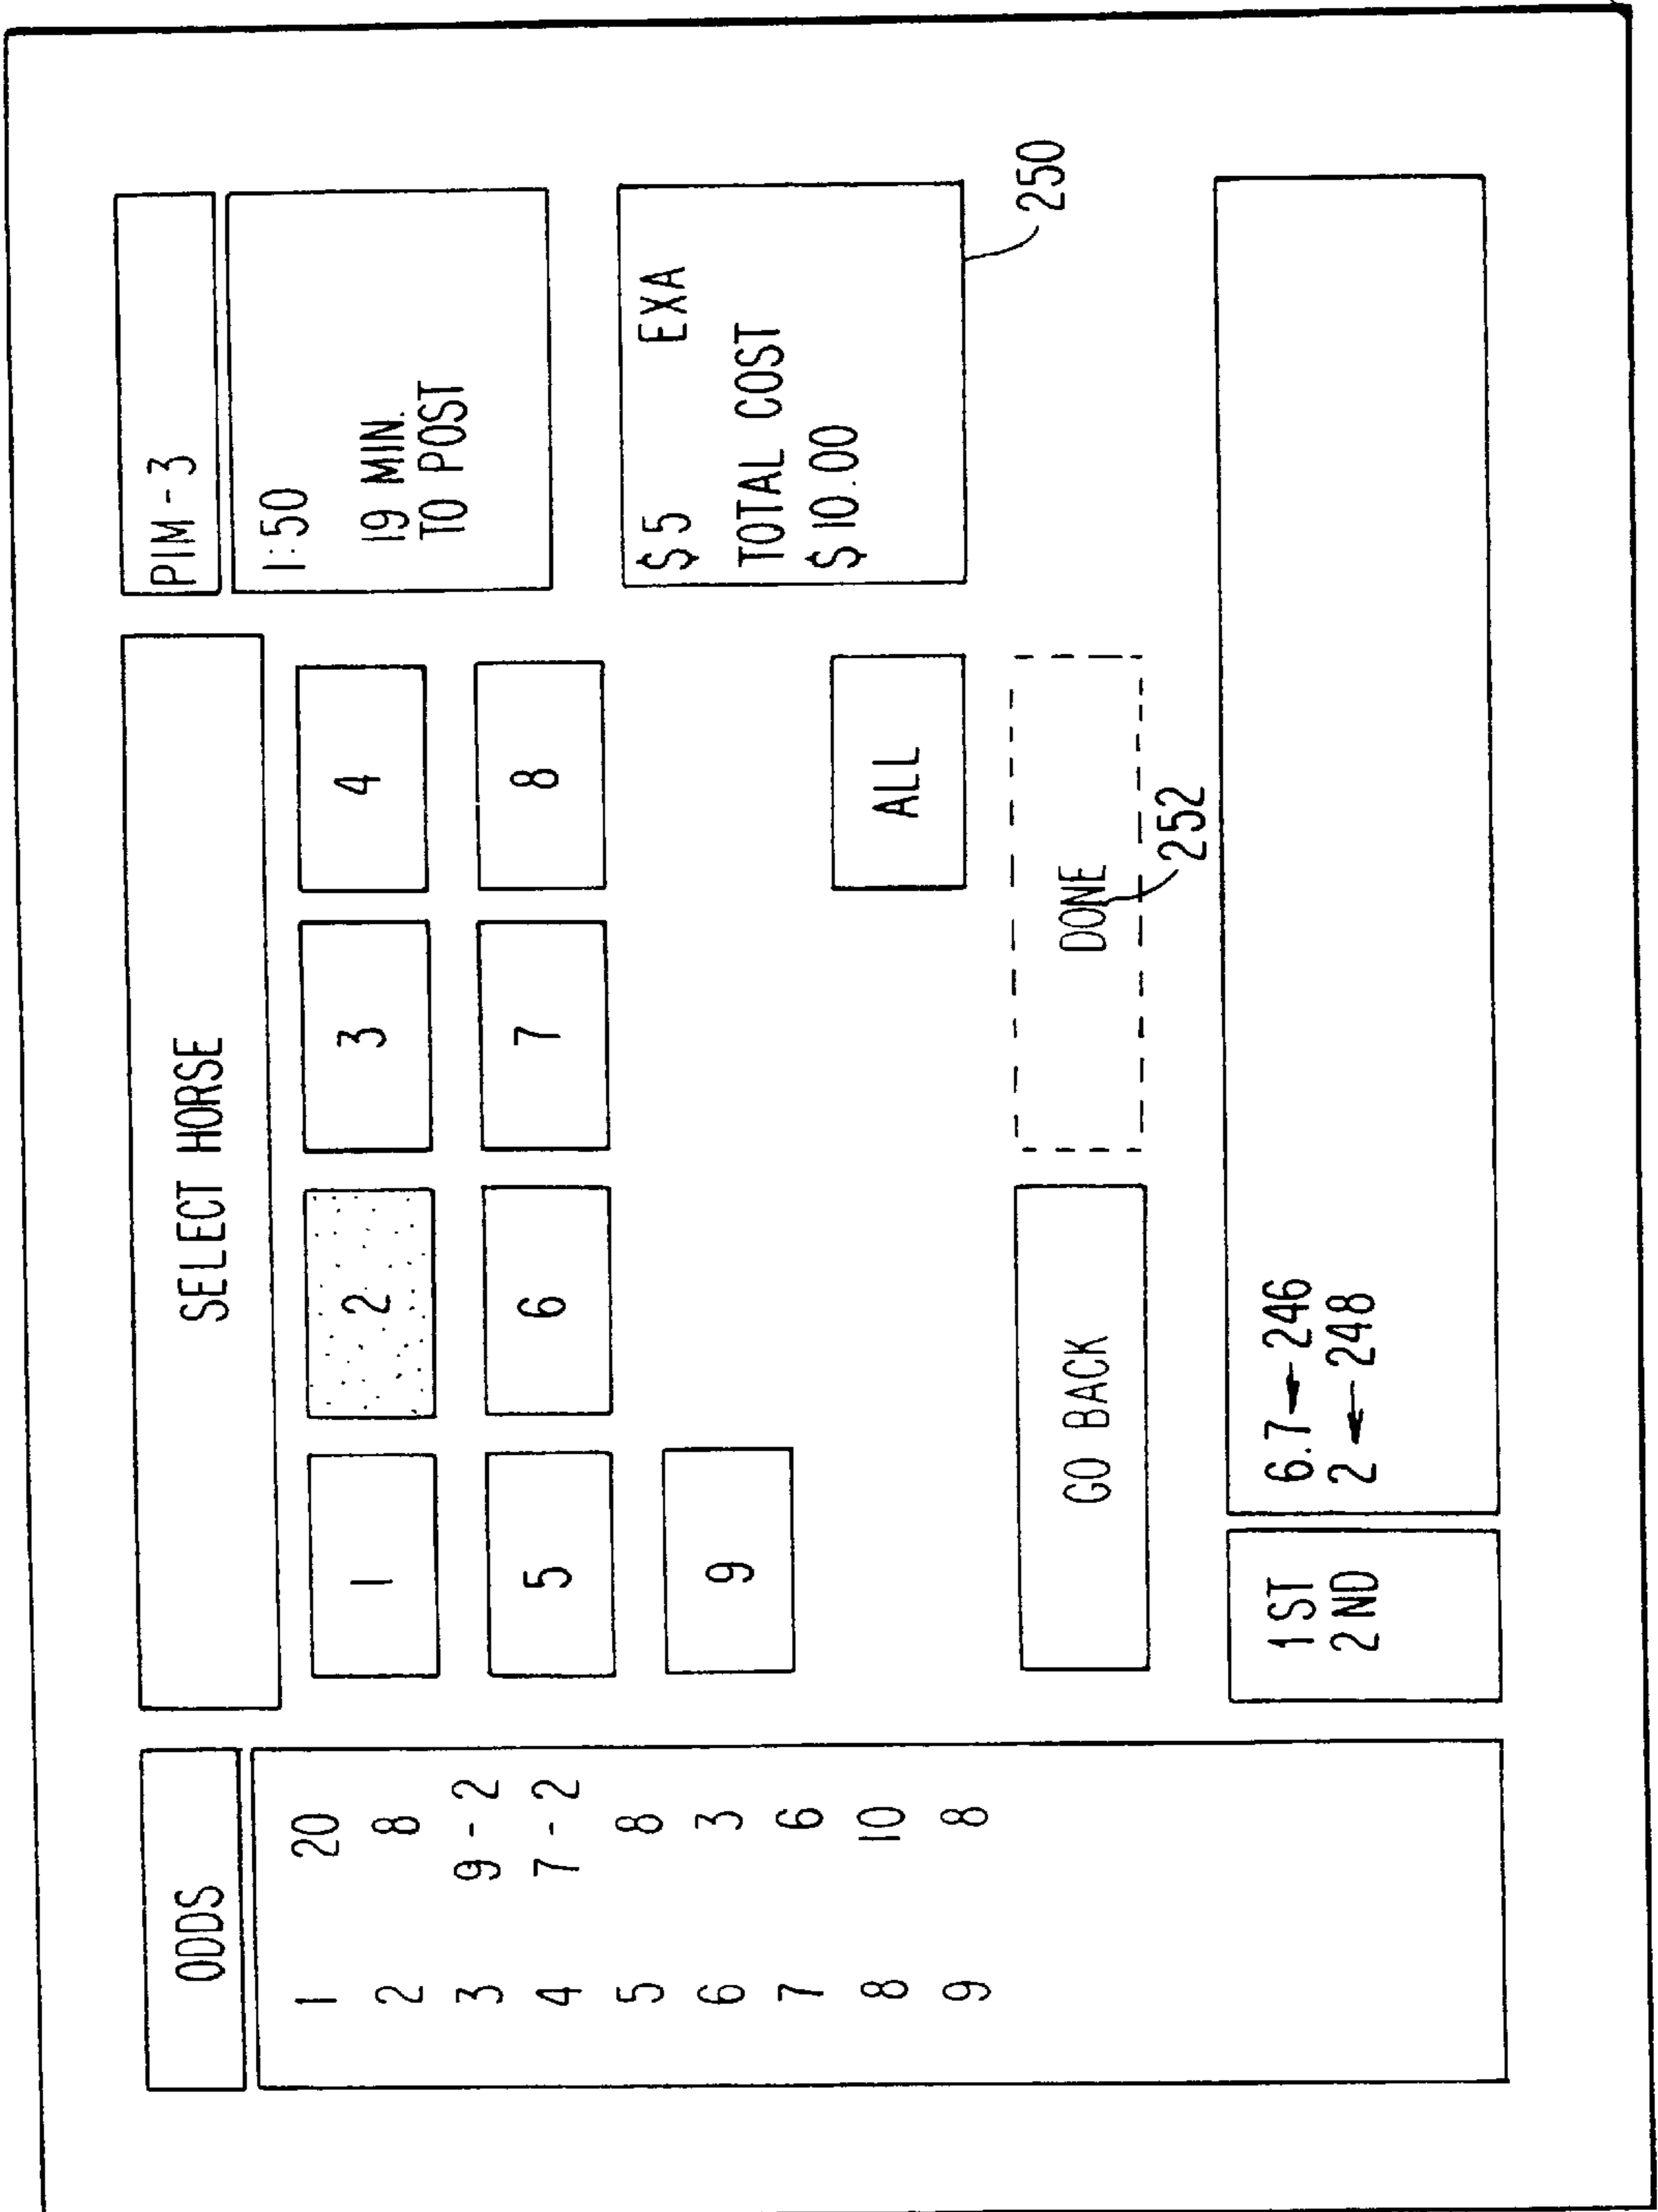 ODDS
1 20
2 8
3 9 - 2
4 7 - 2
5 8
6 3
7 6
8 10
9 8
SELECT HORSE
1 2 3 4
5 6 7 8
9
ALL
GO BACK
DONE
252
PIM - 3
1:50
19 MIN.
TO POST
$ 5 EXA
TOTAL COST
$ 10.00
250
1ST 6.7 ← 246
2ND 2 ← 248